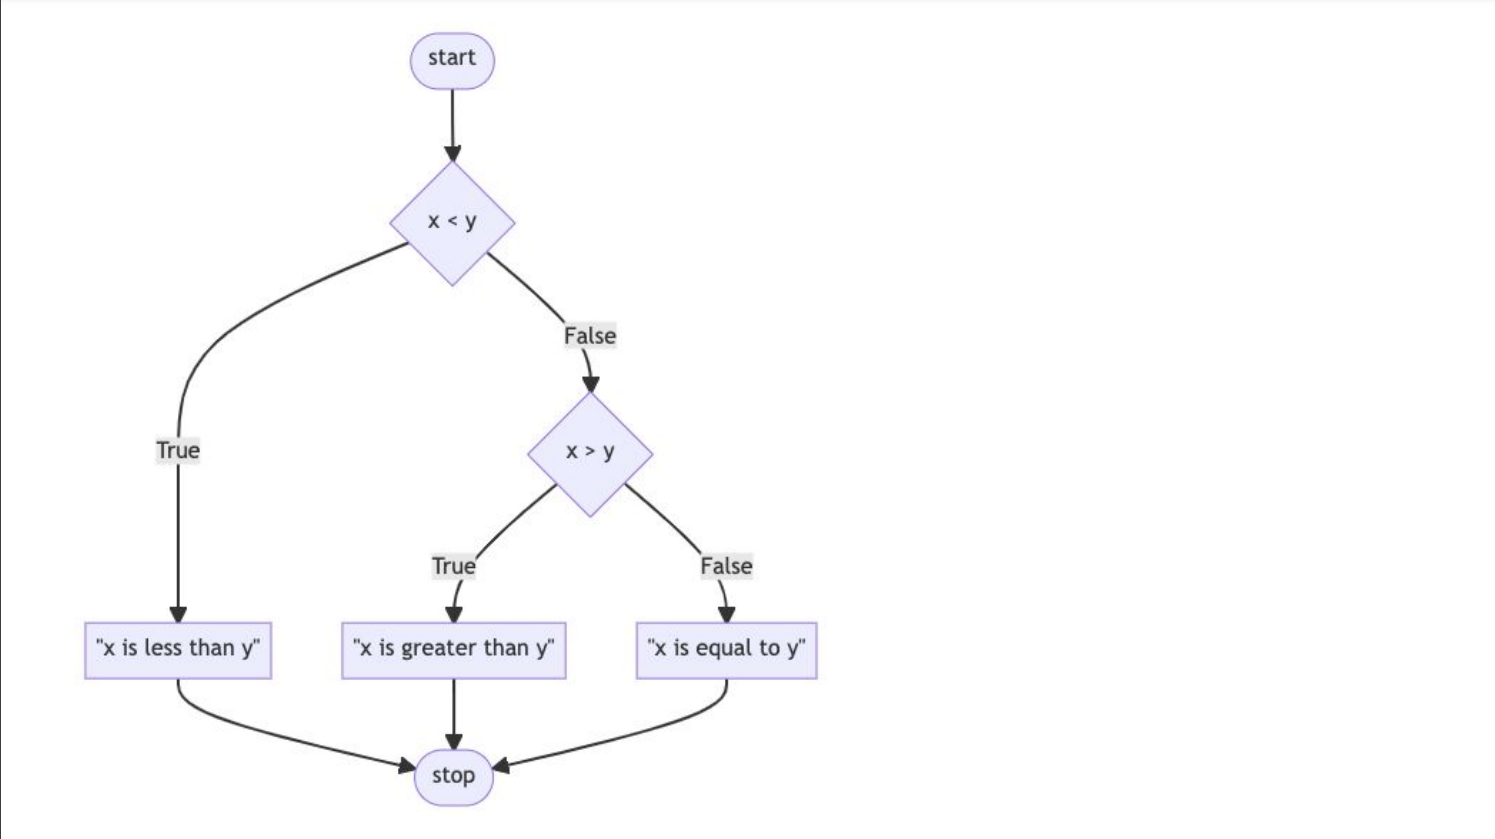 start
x < y
False
True
x > y
True
False
"x is less than y"
"x is greater than y"
"x is equal to y"
stop